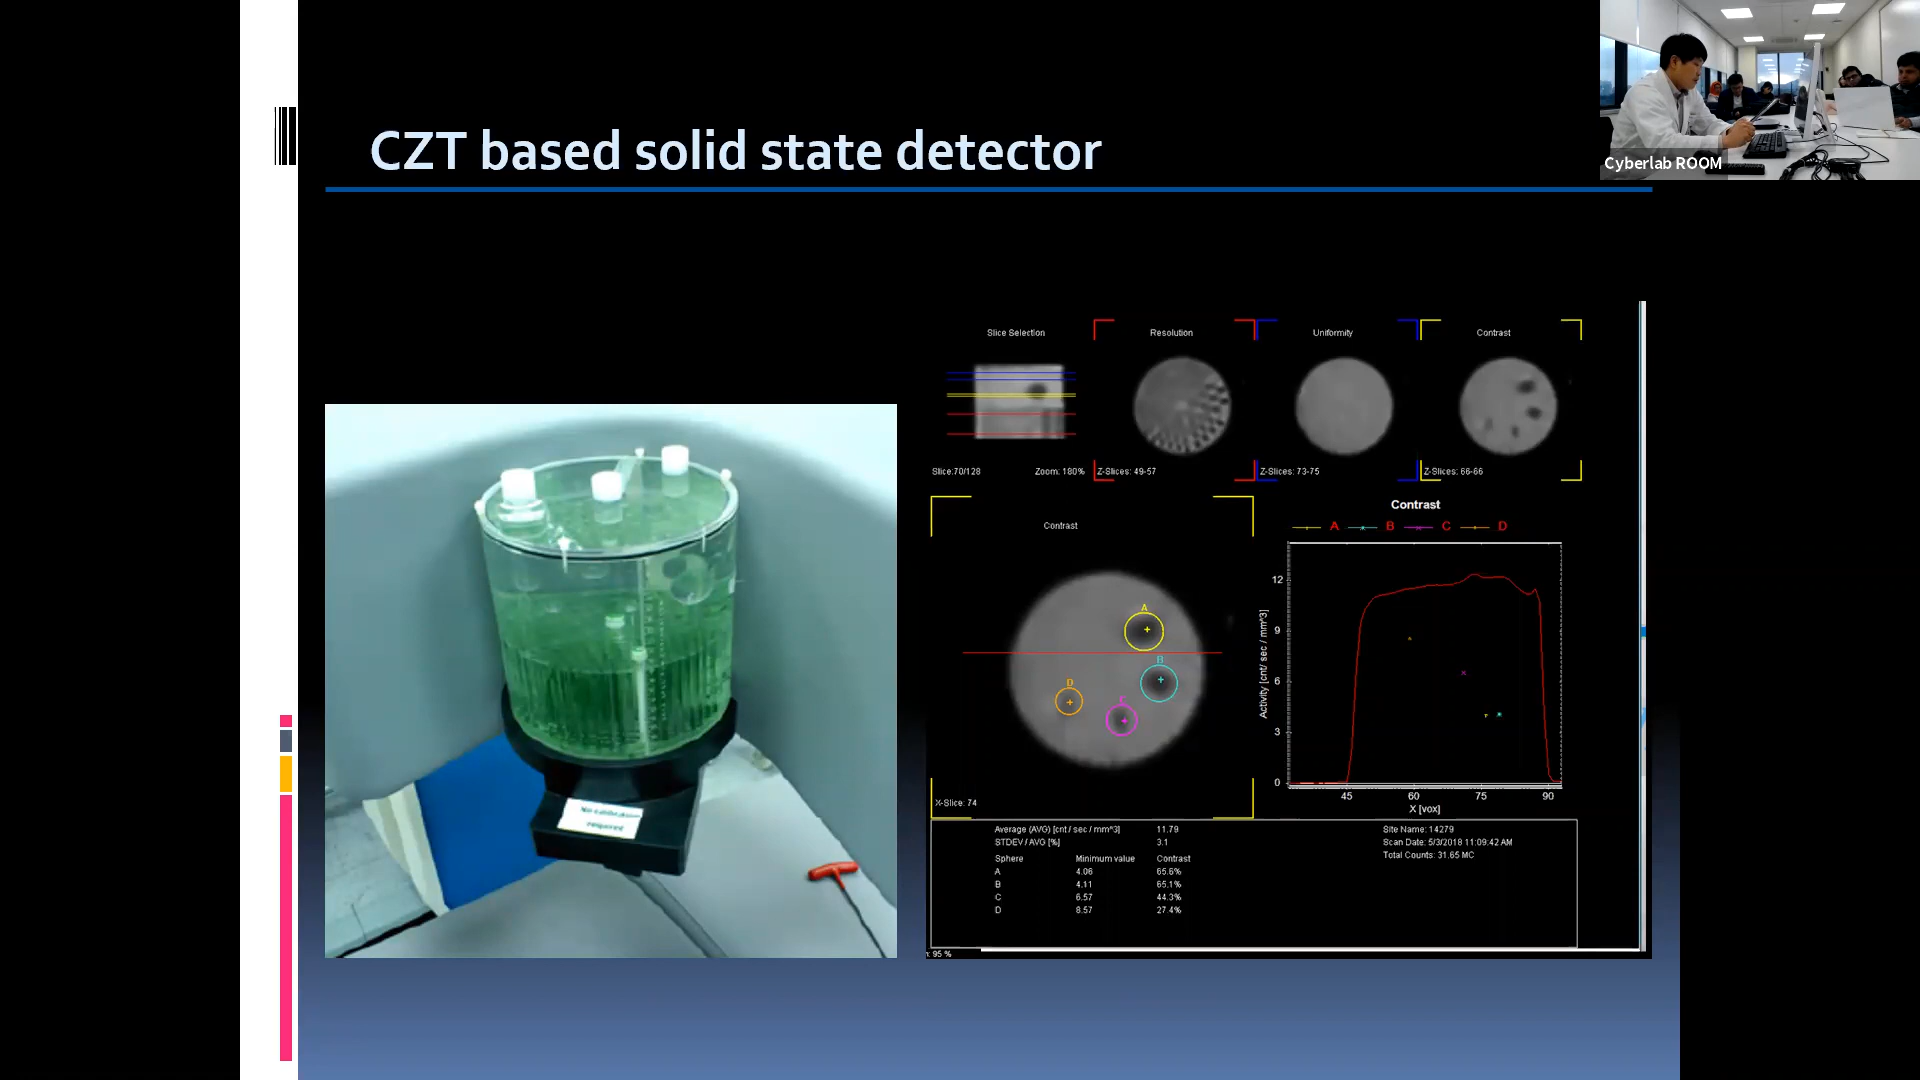 CZT based solid state detector
Cyberlab ROOM
Slice Selection
Resolution
Uniformity
Contrast
Slice:70/128
Zoom: 180%
Z-Slices: 49-57
Z-Slices: 73-75
Z-Slices: 66-66
Contrast
A
B
C
D
X-Slice: 74
Contrast
A B C D
Activity [cnt/ sec / mm^3]
12
9
6
3
0
45 60 75 90
X [vox]
Average (AVG) [cnt / sec / mm^3] 11.79
STDEV / AVG [%] 3.1
Sphere Minimum value Contrast
A 4.06 65.6%
B 4.11 65.1%
C 6.57 44.3%
D 8.57 27.4%
Site Name: 14279
Scan Date: 5/3/2018 11:09:42 AM
Total Counts: 31.65 MC
: 95 %
No calibration
required